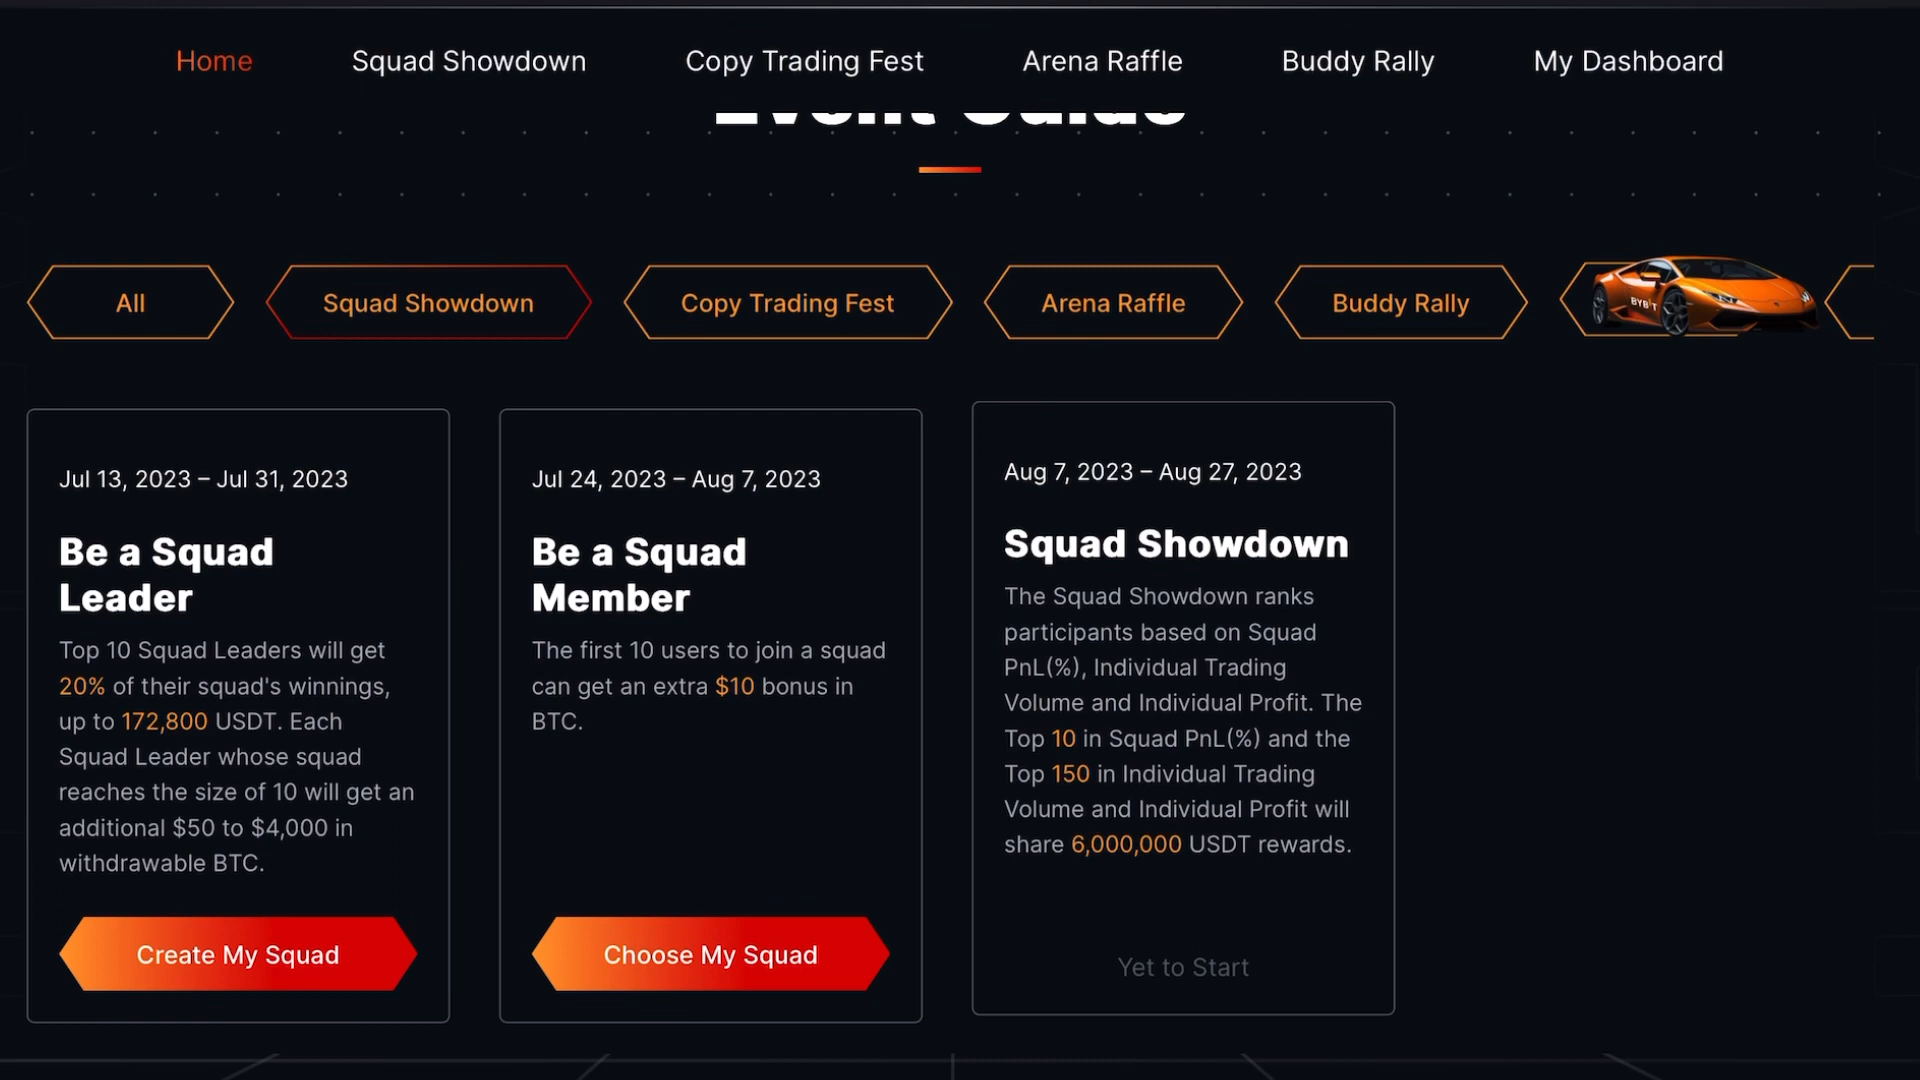 Home Squad Showdown Copy Trading Fest Arena Raffle Buddy Rally My Dashboard
Event Guide
All Squad Showdown Copy Trading Fest Arena Raffle Buddy Rally BYBIT
Jul 13, 2023 – Jul 31, 2023
Be a Squad
Leader
Top 10 Squad Leaders will get
20% of their squad's winnings,
up to 172,800 USDT. Each
Squad Leader whose squad
reaches the size of 10 will get an
additional $50 to $4,000 in
withdrawable BTC.
Create My Squad
Jul 24, 2023 – Aug 7, 2023
Be a Squad
Member
The first 10 users to join a squad
can get an extra $10 bonus in
BTC.
Choose My Squad
Aug 7, 2023 – Aug 27, 2023
Squad Showdown
The Squad Showdown ranks
participants based on Squad
PnL(%), Individual Trading
Volume and Individual Profit. The
Top 10 in Squad PnL(%) and the
Top 150 in Individual Trading
Volume and Individual Profit will
share 6,000,000 USDT rewards.
Yet to Start